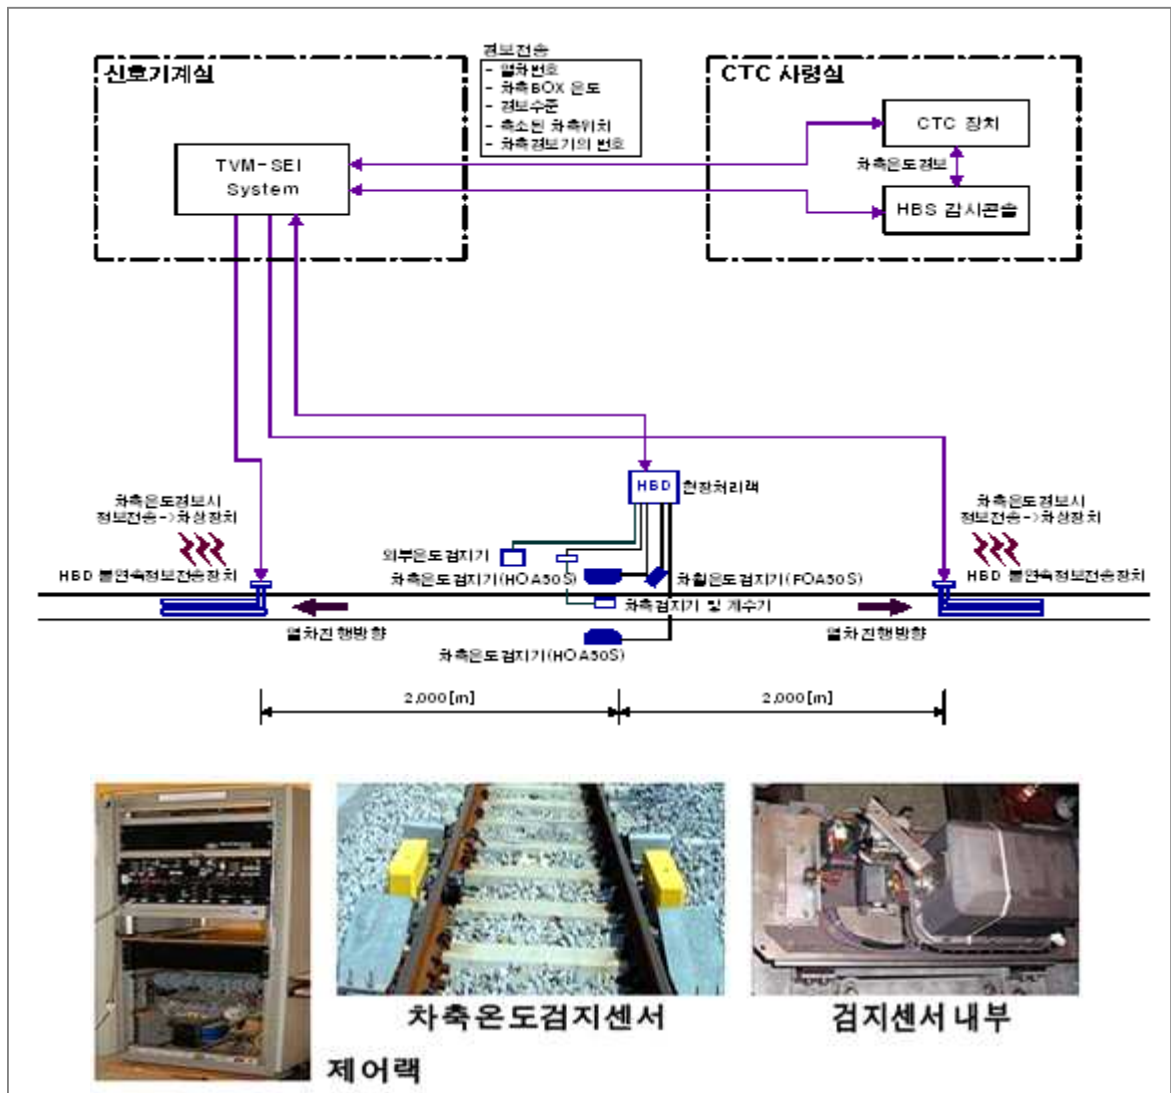 신호기계실
경보전송
- 열차번호
- 차축BOX 온도
- 경보수준
- 축소된 차축위치
- 차축경보기의 번호
CTC 사령실
CTC 장치
차축온도경보
HBS 감시콘솔
TVM-SEI
System
HBD
현장처리랙
차축온도경보시
정보전송->차상장치
HBD 불연속정보전송장치
외부온도검지기
차축온도검지기(HOA50S)
차륜온도검지기(FOA50S)
차축검지기 및 계수기
차축온도경보시
정보전송->차상장치
HBD 불연속정보전송장치
열차진행방향
차축온도검지기(HOA50S)
열차진행방향
2,000[m]
2,000[m]
차축온도검지센서
검지센서내부
제어랙